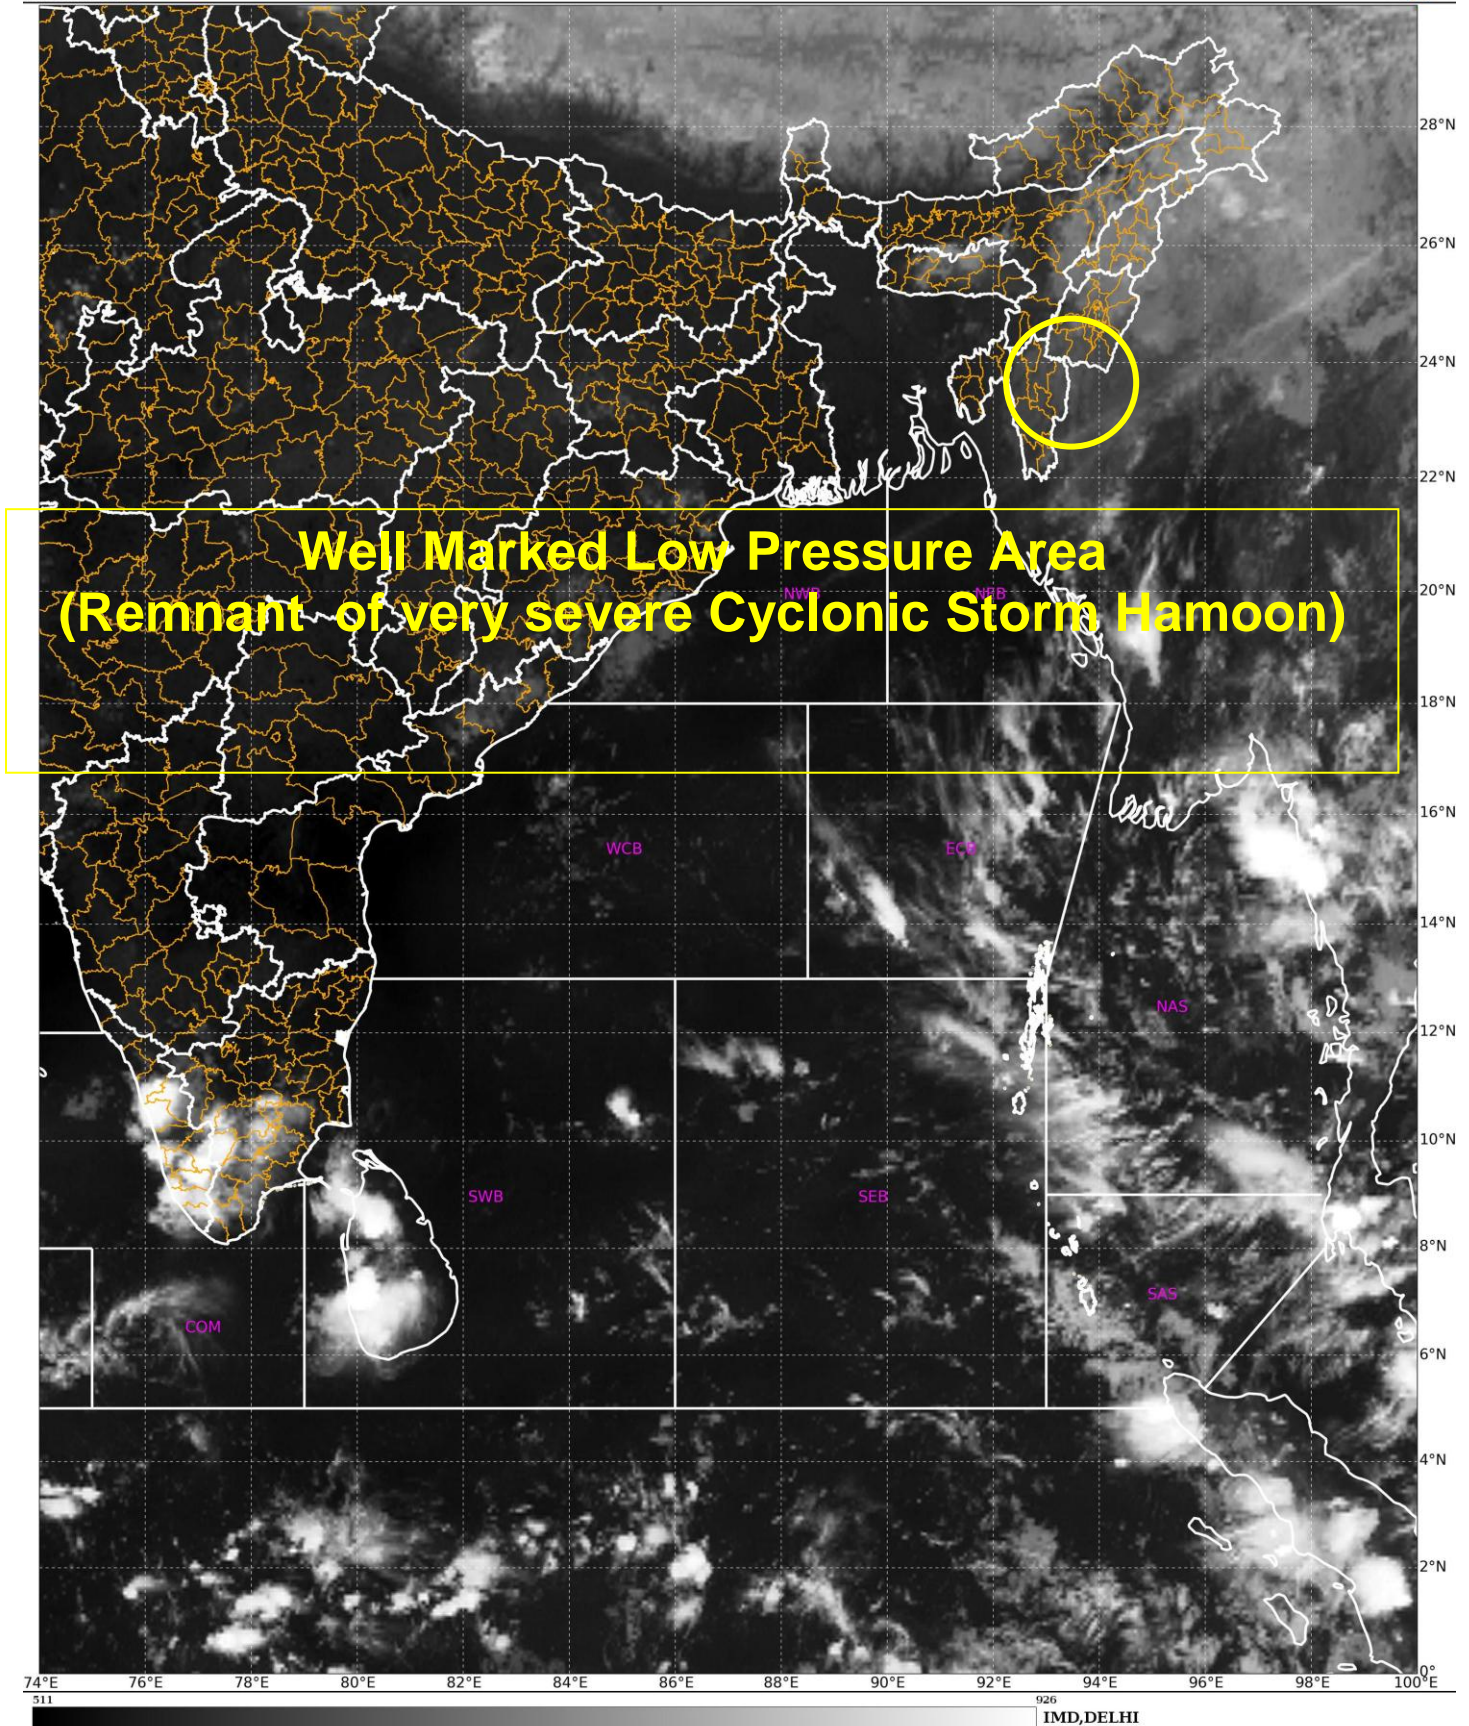 28°N
26°N
24°N
22°N
Well Marked Low Pressure Area
NWB NEB 20°N
(Remnant of very severe Cyclonic Storm Hamoon)
18°N
16°N
WCB ECB
14°N
NAS
12°N
10°N
SWB SEB
8°N
SAS
COM
6°N
4°N
2°N
0°
74°E 76°E 78°E 80°E 82°E 84°E 86°E 88°E 90°E 92°E 94°E 96°E 98°E 100°E
511 926
IMD,DELHI